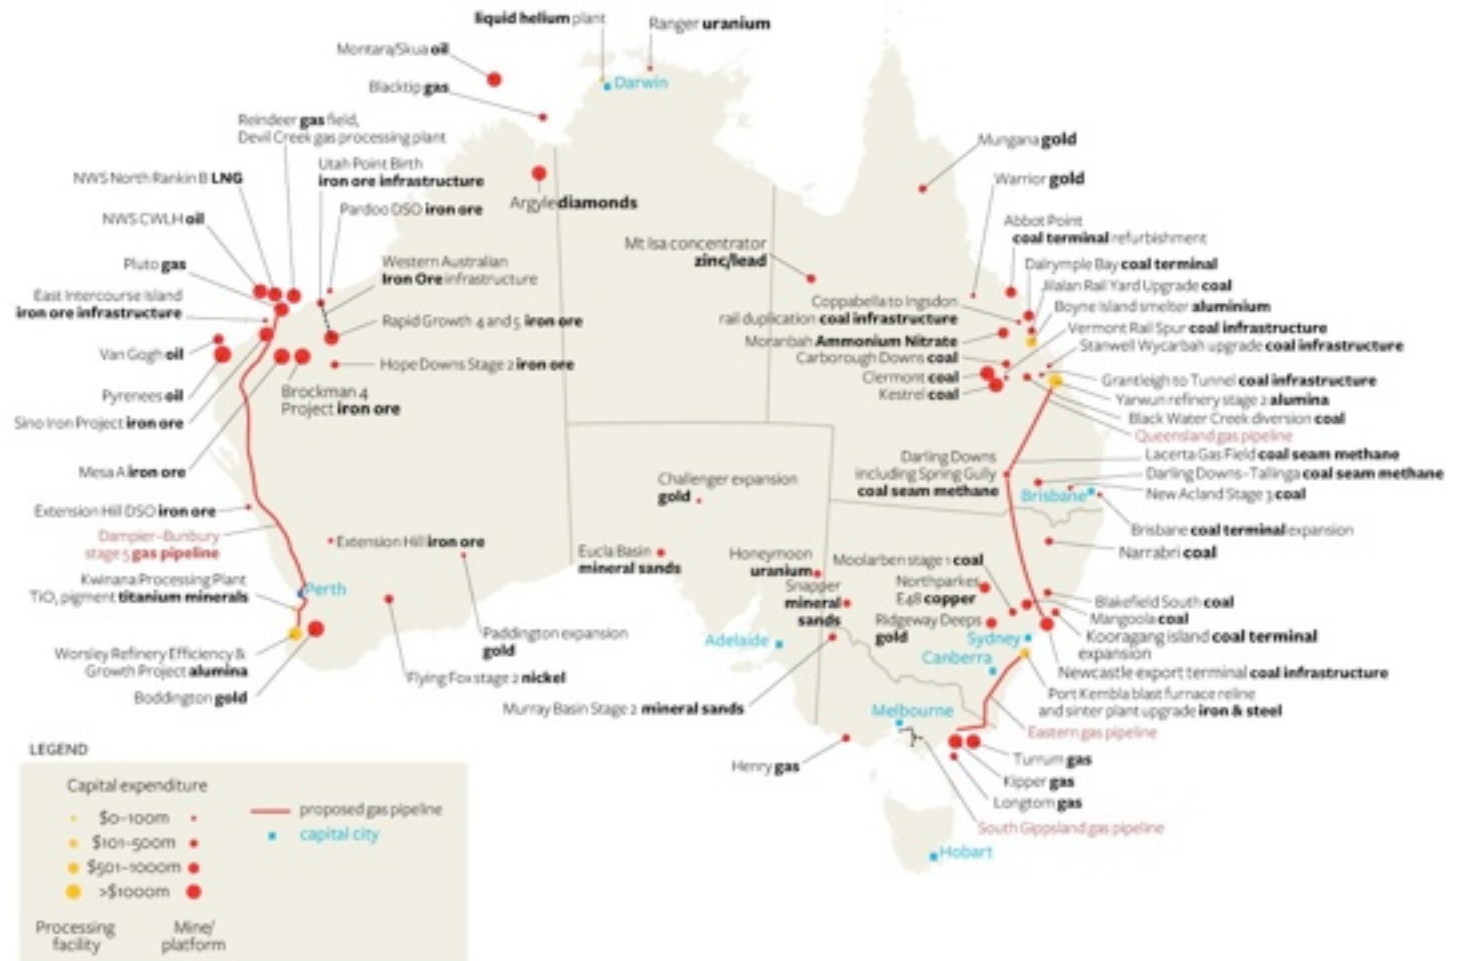 liquid helium plant
Ranger uranium
Montara/Skua oil
Darwin
Blacktip gas
Reindeer gas field,
Devil Creek gas processing plant
Mungana gold
Utah Point Birth
iron ore infrastructure
NWS North Rankin B LNG
Warrior gold
Pardoo DSO iron ore
Argyle diamonds
NWS CWLH oil
Abbot Point
coal terminal refurbishment
Mt Isa concentrator
zinc/lead
Pluto gas
Western Australian
Iron Ore infrastructure
Dalrymple Bay coal terminal
Jilalan Rail Yard Upgrade coal
East Intercourse Island
iron ore infrastructure
Coppabella to Ingsdon
rail duplication coal infrastructure
Boyne Island smelter aluminium
Rapid Growth 4 and 5 iron ore
Vermont Rail Spur coal infrastructure
Moranbah Ammonium Nitrate
Stanwell Wycarbah upgrade coal infrastructure
Van Gogh oil
Carborough Downs coal
Hope Downs Stage 2 iron ore
Clermont coal
Grantleigh to Tunnel coal infrastructure
Pyrenees oil
Brockman 4
Project iron ore
Kestrel coal
Yarwun refinery stage 2 alumina
Black Water Creek diversion coal
Sino Iron Project iron ore
Queensland gas pipeline
Lacerta Gas Field coal seam methane
Darling Downs
including Spring Gully
coal seam methane
Mesa A iron ore
Darling Downs–Tallinga coal seam methane
Challenger expansion
gold
Brisbane
New Acland Stage 3 coal
Extension Hill DSO iron ore
Brisbane coal terminal expansion
Dampier–Bunbury
stage 5 gas pipeline
Extension Hill iron ore
Eucla Basin
mineral sands
Honeymoon
uranium
Moolarben stage 1 coal
Narrabri coal
Kwinana Processing Plant
TiO₂ pigment titanium minerals
Perth
Snapper
mineral
sands
Northparkes
E48 copper
Blakefield South coal
Mangoola coal
Ridgeway Deeps
gold
Paddington expansion
gold
Adelaide
Sydney
Kooragang island coal terminal
expansion
Canberra
Worsley Refinery Efficiency &
Growth Project alumina
Flying Fox stage 2 nickel
Newcastle export terminal coal infrastructure
Boddington gold
Port Kembla blast furnace reline
and sinter plant upgrade iron & steel
Murray Basin Stage 2 mineral sands
Melbourne
Eastern gas pipeline
Henry gas
Turrum gas
Kipper gas
Longtom gas
South Gippsland gas pipeline
Hobart
LEGEND
Capital expenditure
$0–100m
$101–500m
$501–1000m
>$1000m
Processing
facility
Mine/
platform
proposed gas pipeline
capital city